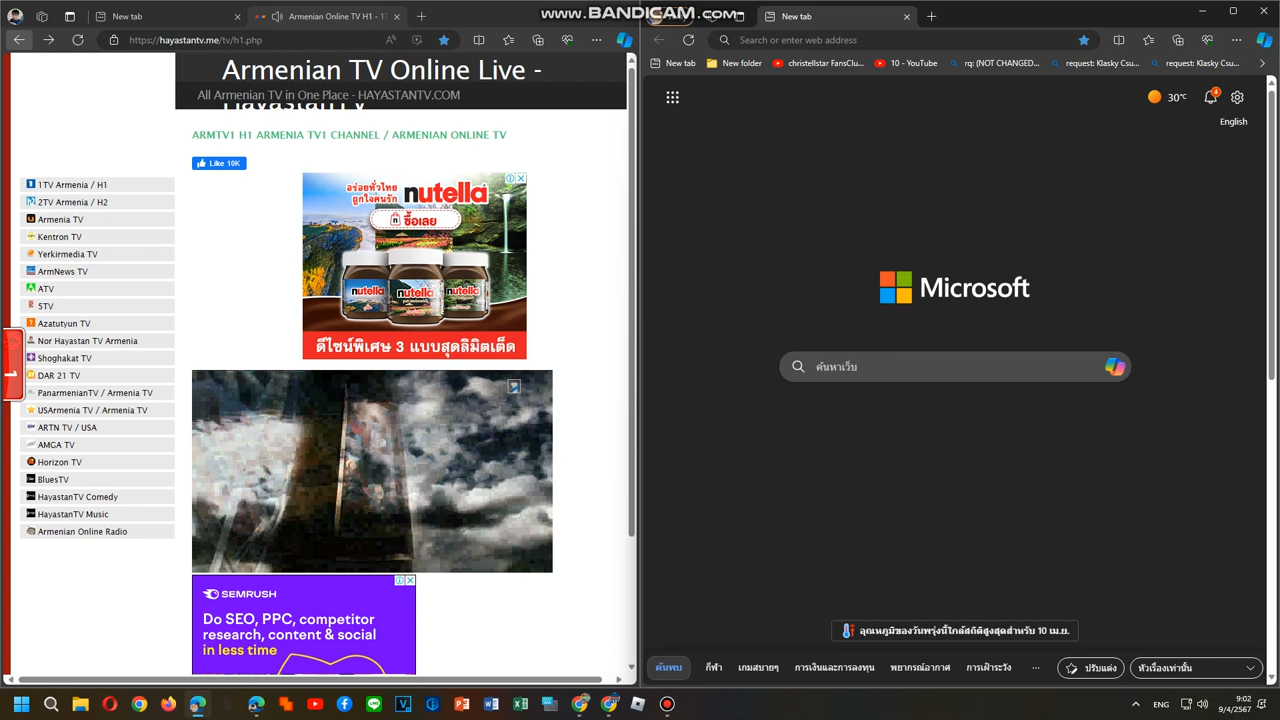 www.BANDICAM.com
New tab
Armenian Online TV H1 - 1T
https://hayastantv.me/tv/h1.php
Armenian TV Online Live -
HayastanTV
All Armenian TV in One Place - HAYASTANTV.COM
ARMTV1 H1 ARMENIA TV1 CHANNEL / ARMENIAN ONLINE TV
Like 10K
1TV Armenia / H1
2TV Armenia / H2
Armenia TV
Kentron TV
Yerkirmedia TV
ArmNews TV
ATV
5TV
Azatutyun TV
Nor Hayastan TV Armenia
Shoghakat TV
DAR 21 TV
PanarmenianTV / Armenia TV
USArmenia TV / Armenia TV
ARTN TV / USA
AMGA TV
Horizon TV
BluesTV
HayastanTV Comedy
HayastanTV Music
Armenian Online Radio
1
อร่อยทั่วไทย
ถูกใจคนรัก
nutella
ซื้อเลย
nutella nutella nutella
ดีไซน์พิเศษ 3 แบบสุดลิมิตเต็ด
SEMRUSH
Do SEO, PPC, competitor
research, content & social
in less time
New tab
Search or enter web address
New tab
New folder
christellstar FansClu...
10 - YouTube
rq: (NOT CHANGED...
request: Klasky Csu...
request: Klasky Csu...
30°C
4
English
Microsoft
ค้นหาเว็บ
อุณหภูมิของวันพรุ่งนี้ใกล้สถิติสูงสุดสำหรับ 10 เม.ย.
ค้นพบ
กีฬา
เกมสบายๆ
การเงินและการลงทุน
พยากรณ์อากาศ
การเฝ้าระวัง
...
ปรับแต่ง
หัวเรื่องเท่านั้น
ENG
9:02
9/4/2567